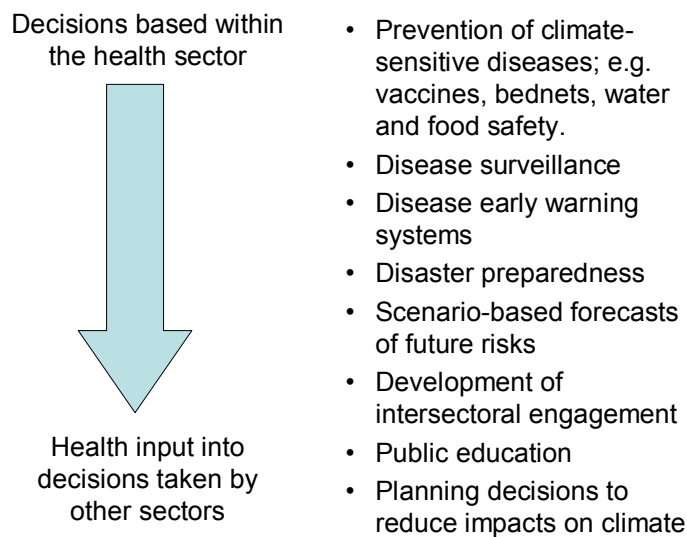 Decisions based within
the health sector
Health input into
decisions taken by
other sectors
• Prevention of climate-
sensitive diseases; e.g.
vaccines, bednets, water
and food safety.
• Disease surveillance
• Disease early warning
systems
• Disaster preparedness
• Scenario-based forecasts
of future risks
• Development of
intersectoral engagement
• Public education
• Planning decisions to
reduce impacts on climate